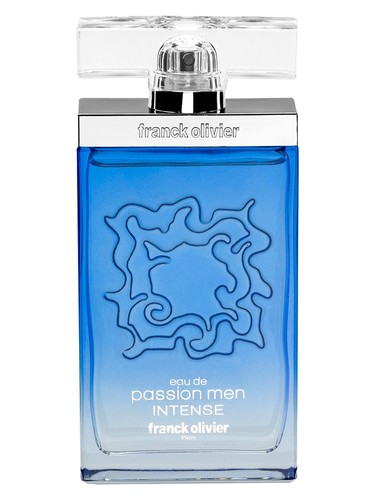 franck olivier
eau de
passion men
INTENSE
franck olivier
Paris